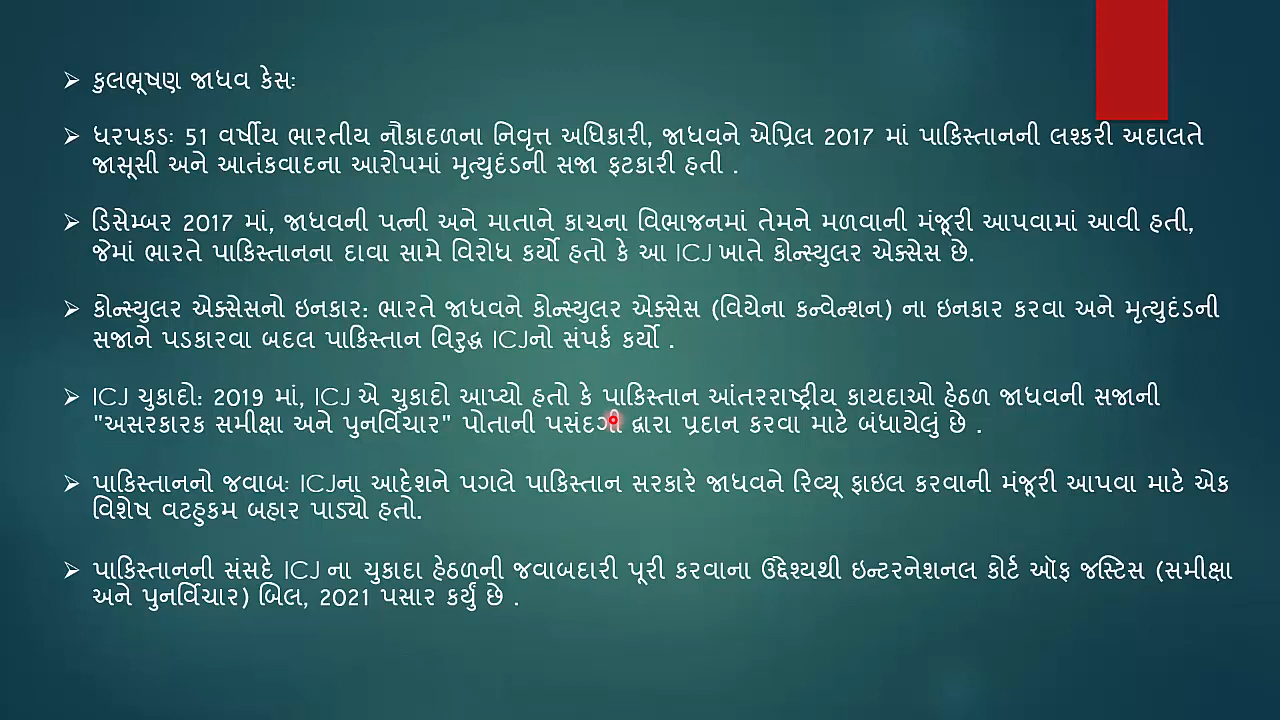 કુલભૂષણ જાધવ કેસઃ
ધરપકડઃ 51 વર્ષીય ભારતીય નૌકાદળના નિવૃત્ત અધિકારી, જાધવને એપ્રિલ 2017 માં પાકિસ્તાનની લશ્કરી અદાલતે
જાસૂસી અને આતંકવાદના આરોપમાં મૃત્યુદંડની સજા ફટકારી હતી .
ડિસેમ્બર 2017 માં, જાધવની પત્ની અને માતાને કાચના વિભાજનમાં તેમને મળવાની મંજૂરી આપવામાં આવી હતી,
જેમાં ભારતે પાકિસ્તાનના દાવા સામે વિરોધ કર્યો હતો કે આ ICJ ખાતે કોન્સ્યુલર એક્સેસ છે.
કોન્સ્યુલર એક્સેસનો ઇનકાર: ભારતે જાધવને કોન્સ્યુલર એક્સેસ (વિયેના કન્વેન્શન) ના ઇનકાર કરવા અને મૃત્યુદંડની
સજાને પડકારવા બદલ પાકિસ્તાન વિરુદ્ધ ICJનો સંપર્ક કર્યો .
ICJ ચુકાદો: 2019 માં, ICJ એ ચુકાદો આપ્યો હતો કે પાકિસ્તાન આંતરરાષ્ટ્રીય કાયદાઓ હેઠળ જાધવની સજાની
"અસરકારક સમીક્ષા અને પુનર્વિચાર" પોતાની પસંદગી દ્વારા પ્રદાન કરવા માટે બંધાયેલું છે .
પાકિસ્તાનનો જવાબઃ ICJના આદેશને પગલે પાકિસ્તાન સરકારે જાધવને રિવ્યૂ ફાઇલ કરવાની મંજૂરી આપવા માટે એક
વિશેષ વટહુકમ બહાર પાડ્યો હતો.
પાકિસ્તાનની સંસદે ICJ ના ચુકાદા હેઠળની જવાબદારી પૂરી કરવાના ઉદ્દેશ્યથી ઇન્ટરનેશનલ કોર્ટ ઑફ જસ્ટિસ (સમીક્ષા
અને પુનર્વિચાર) બિલ, 2021 પસાર કર્યું છે .